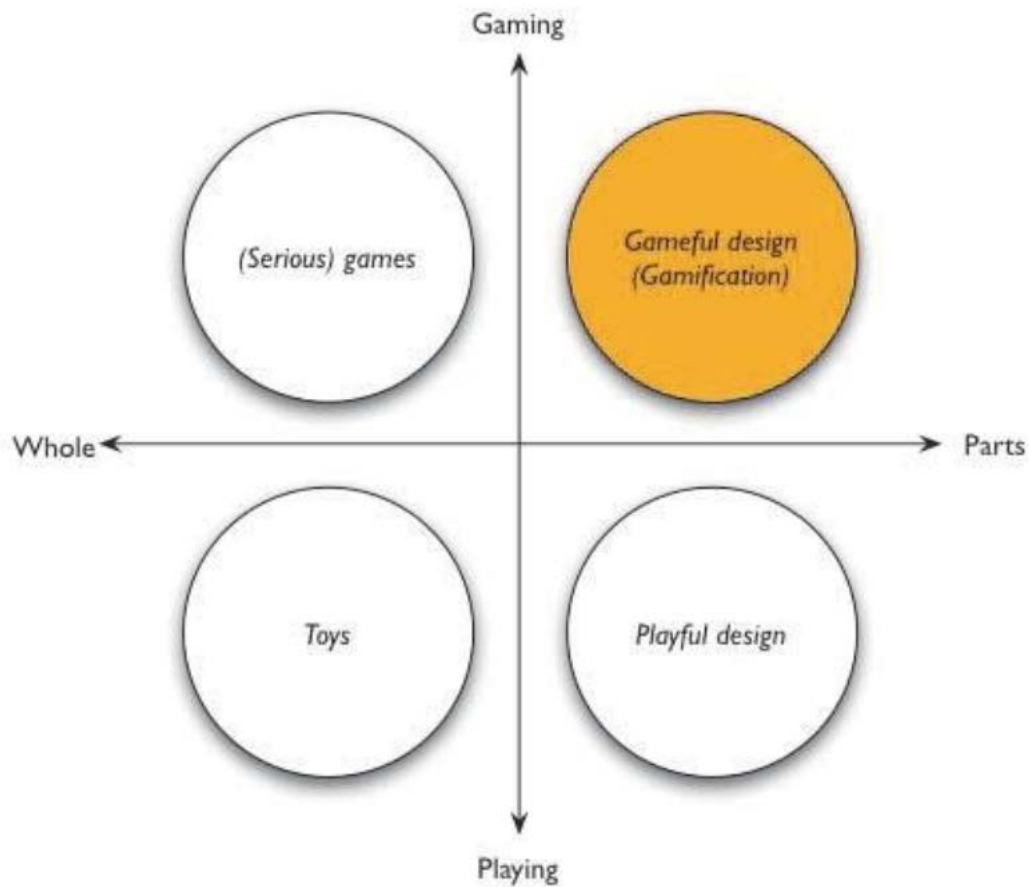 Gaming
(Serious) games
Gameful design
(Gamification)
Whole
Parts
Toys
Playful design
Playing